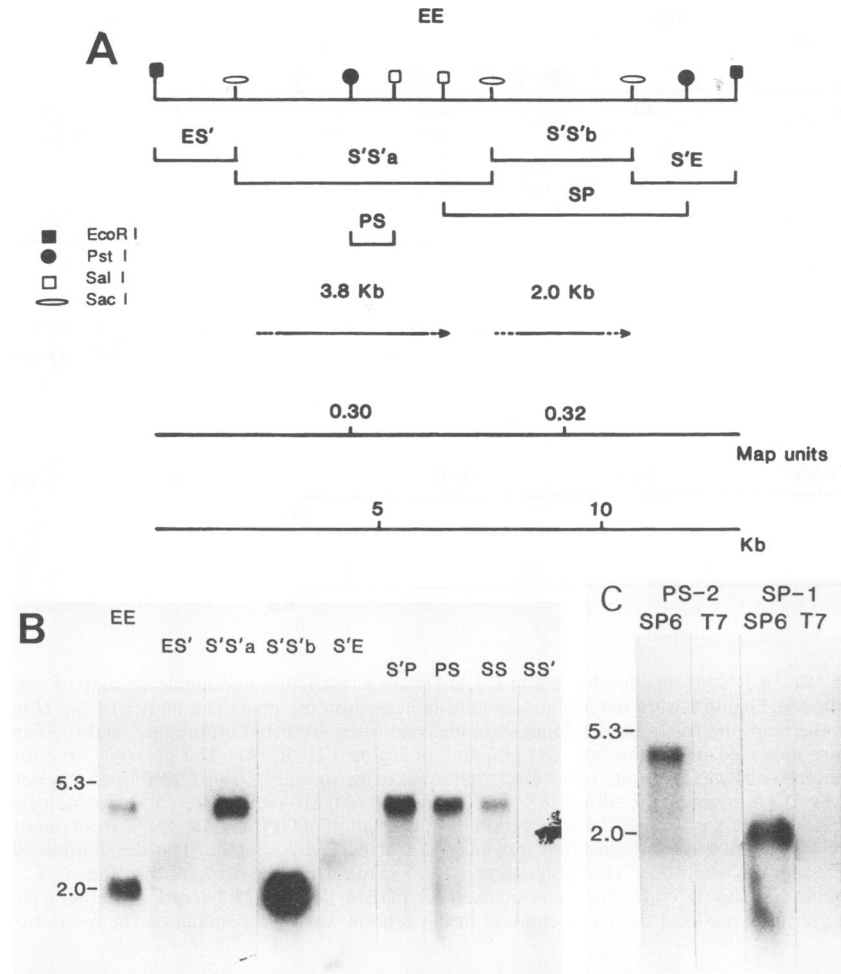 EE
A
ES'
S'S'a
S'S'b
S'E
SP
PS
EcoR I
Pst I
Sal I
Sac I
3.8 Kb
2.0 Kb
0.30
0.32
Map units
5
10
Kb
B
EE
ES'
S'S'a
S'S'b
S'E
S'P
PS
SS
SS'
5.3–
2.0–
C
PS-2
SP-1
SP6
T7
SP6
T7
5.3–
2.0–